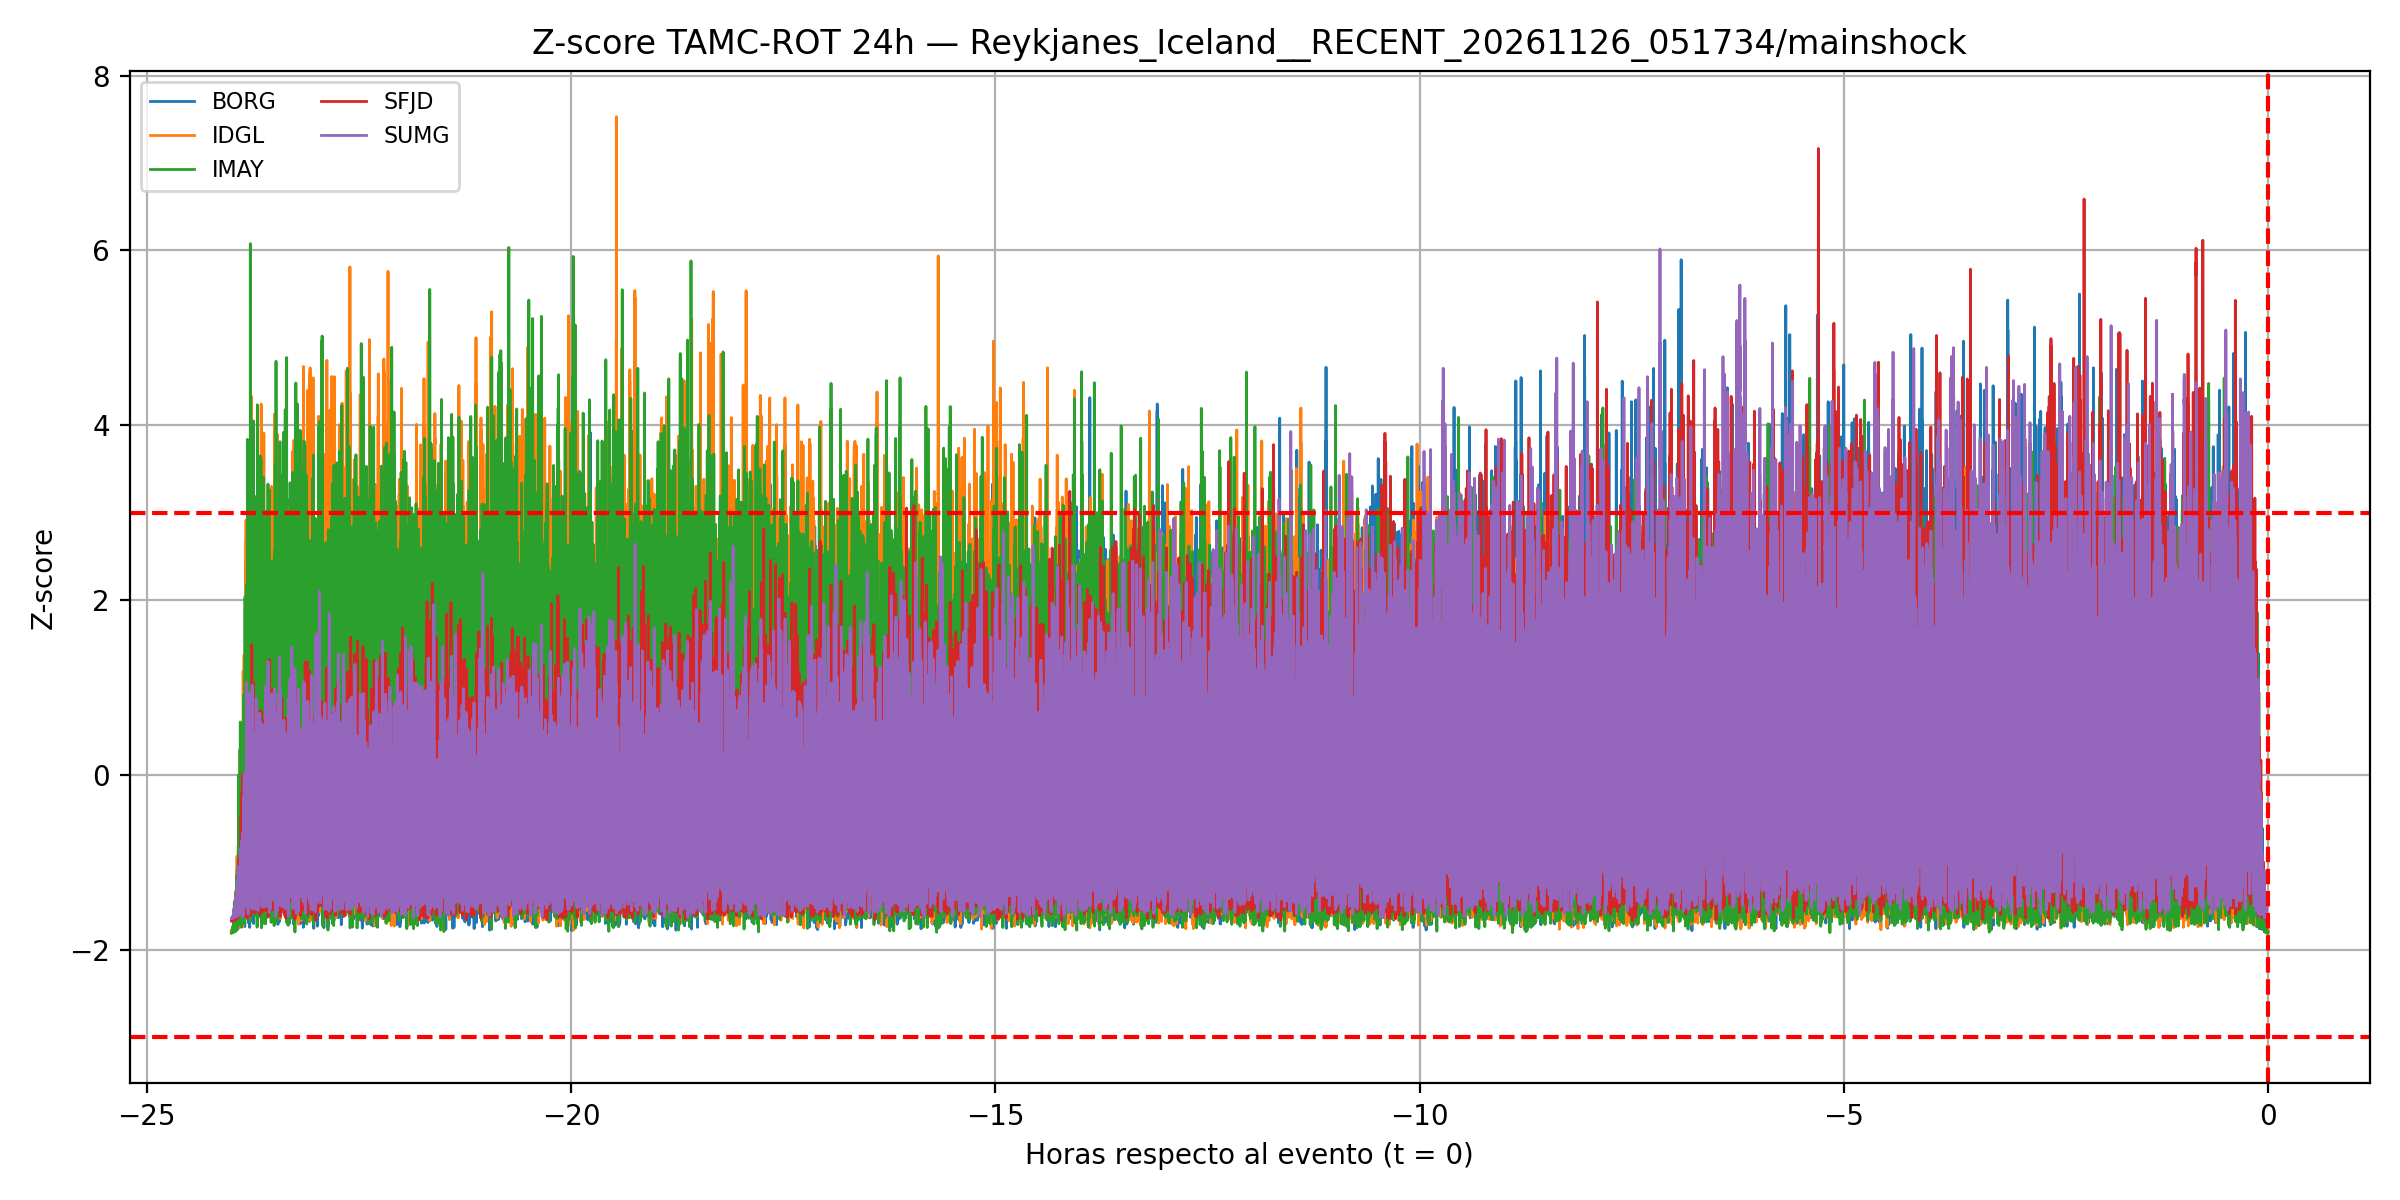 Z-score TAMC-ROT 24h — Reykjanes_Iceland__RECENT_20261126_051734/mainshock
BORG
IDGL
IMAY
SFJD
SUMG
8
6
4
2
0
−2
Z-score
−25
−20
−15
−10
−5
0
Horas respecto al evento (t = 0)